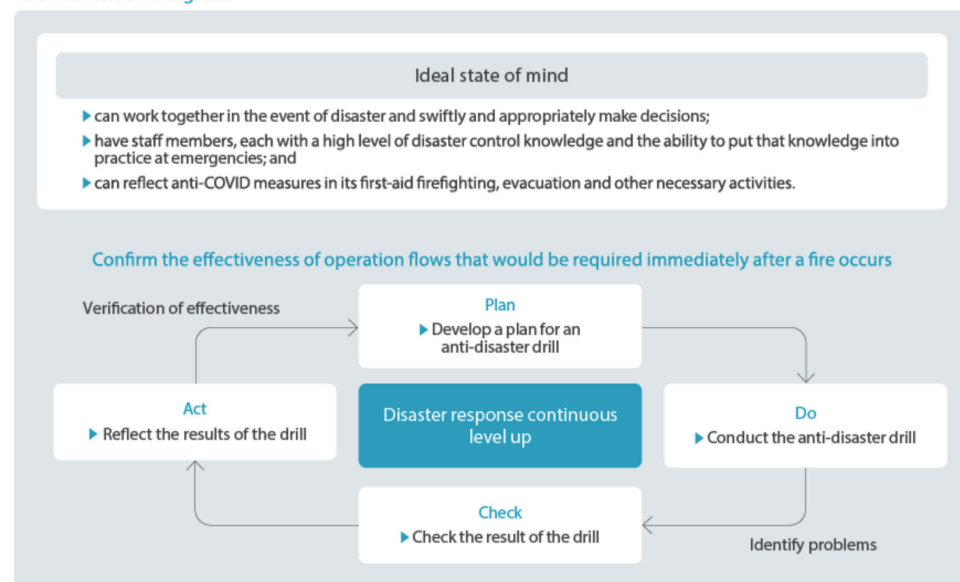 Ideal state of mind
▶ can work together in the event of disaster and swiftly and appropriately make decisions;
▶ have staff members, each with a high level of disaster control knowledge and the ability to put that knowledge into
practice at emergencies; and
▶ can reflect anti-COVID measures in its first-aid firefighting, evacuation and other necessary activities.
Confirm the effectiveness of operation flows that would be required immediately after a fire occurs
Verification of effectiveness
Plan
▶ Develop a plan for an
anti-disaster drill
Act
▶ Reflect the results of the drill
Disaster response continuous
level up
Do
▶ Conduct the anti-disaster drill
Check
▶ Check the result of the drill
Identify problems